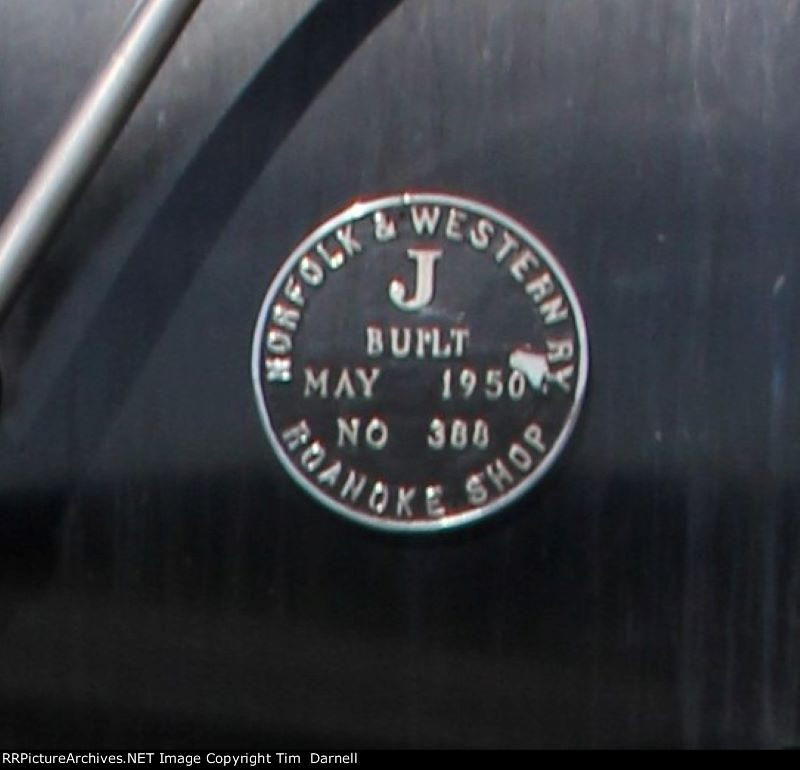 NORFOLK & WESTERN RY
J
BUILT
MAY 1950
NO 388
ROANOKE SHOP
RRPictureArchives.NET Image Copyright Tim Darnell